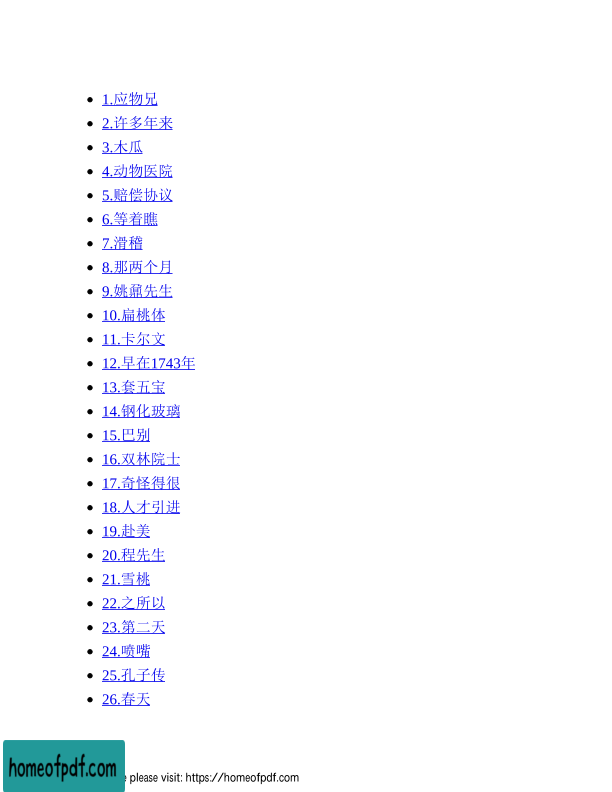 1.应物兄
2.许多年来
3.木瓜
4.动物医院
5.赔偿协议
6.等着瞧
7.滑稽
8.那两个月
9.姚鼐先生
10.扁桃体
11.卡尔文
12.早在1743年
13.套五宝
14.钢化玻璃
15.巴别
16.双林院士
17.奇怪得很
18.人才引进
19.赴美
20.程先生
21.雪桃
22.之所以
23.第二天
24.喷嘴
25.孔子传
26.春天
homeofpdf.com
please visit: https://homeofpdf.com